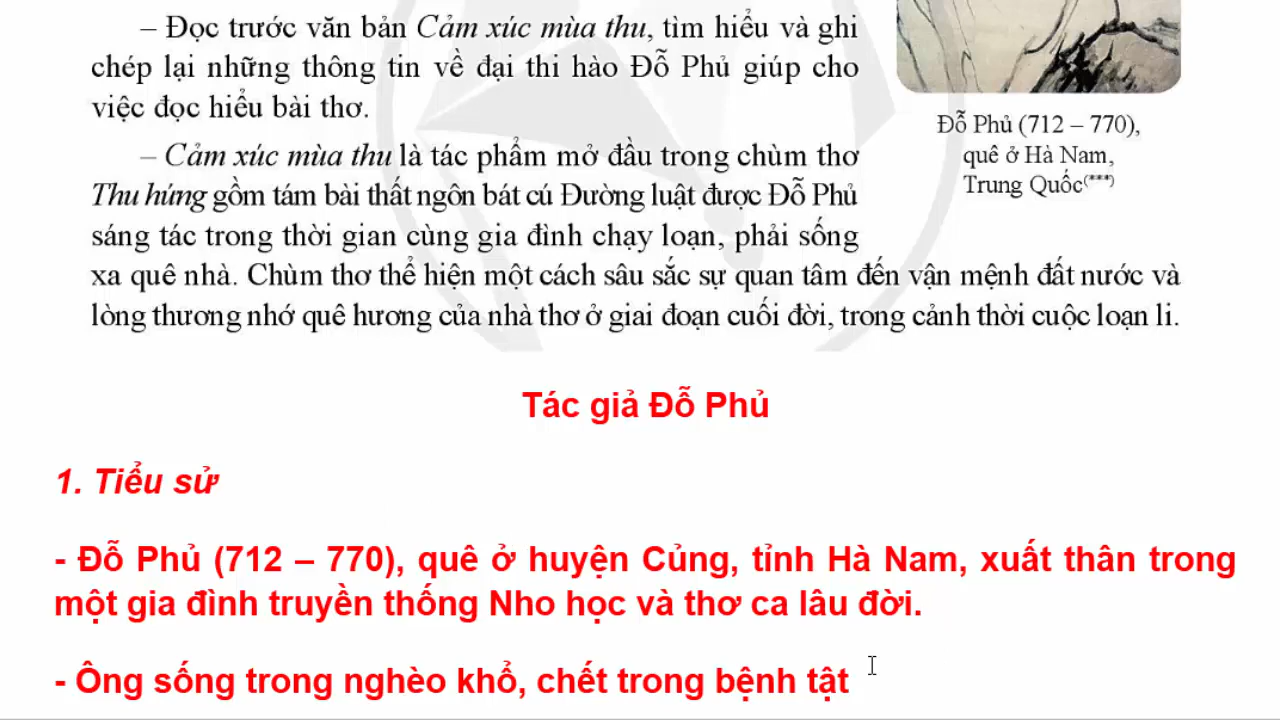 – Đọc trước văn bản Cảm xúc mùa thu, tìm hiểu và ghi
chép lại những thông tin về đại thi hào Đỗ Phủ giúp cho
việc đọc hiểu bài thơ.
Đỗ Phủ (712 – 770),
quê ở Hà Nam,
Trung Quốc(***)
– Cảm xúc mùa thu là tác phẩm mở đầu trong chùm thơ
Thu hứng gồm tám bài thất ngôn bát cú Đường luật được Đỗ Phủ
sáng tác trong thời gian cùng gia đình chạy loạn, phải sống
xa quê nhà. Chùm thơ thể hiện một cách sâu sắc sự quan tâm đến vận mệnh đất nước và
lòng thương nhớ quê hương của nhà thơ ở giai đoạn cuối đời, trong cảnh thời cuộc loạn li.
Tác giả Đỗ Phủ
1. Tiểu sử
- Đỗ Phủ (712 – 770), quê ở huyện Củng, tỉnh Hà Nam, xuất thân trong
một gia đình truyền thống Nho học và thơ ca lâu đời.
- Ông sống trong nghèo khổ, chết trong bệnh tật